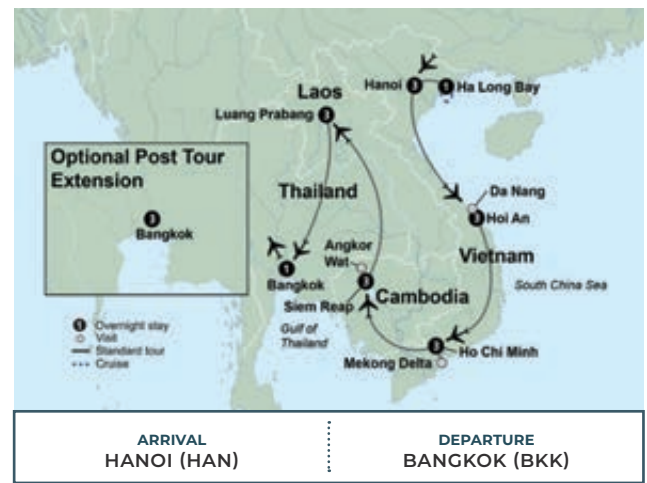 Laos
Luang Prabang 3
Hanoi 3
1 Ha Long Bay
Optional Post Tour
Extension
3
Bangkok
Thailand
Da Nang
3 Hoi An
Vietnam
South China Sea
Angkor
Wat
1
Bangkok
3
Siem Reap
Cambodia
Gulf of
Thailand
3
Ho Chi Minh
Mekong Delta
1 Overnight stay
Visit
Standard tour
Cruise
ARRIVAL
HANOI (HAN)
DEPARTURE
BANGKOK (BKK)